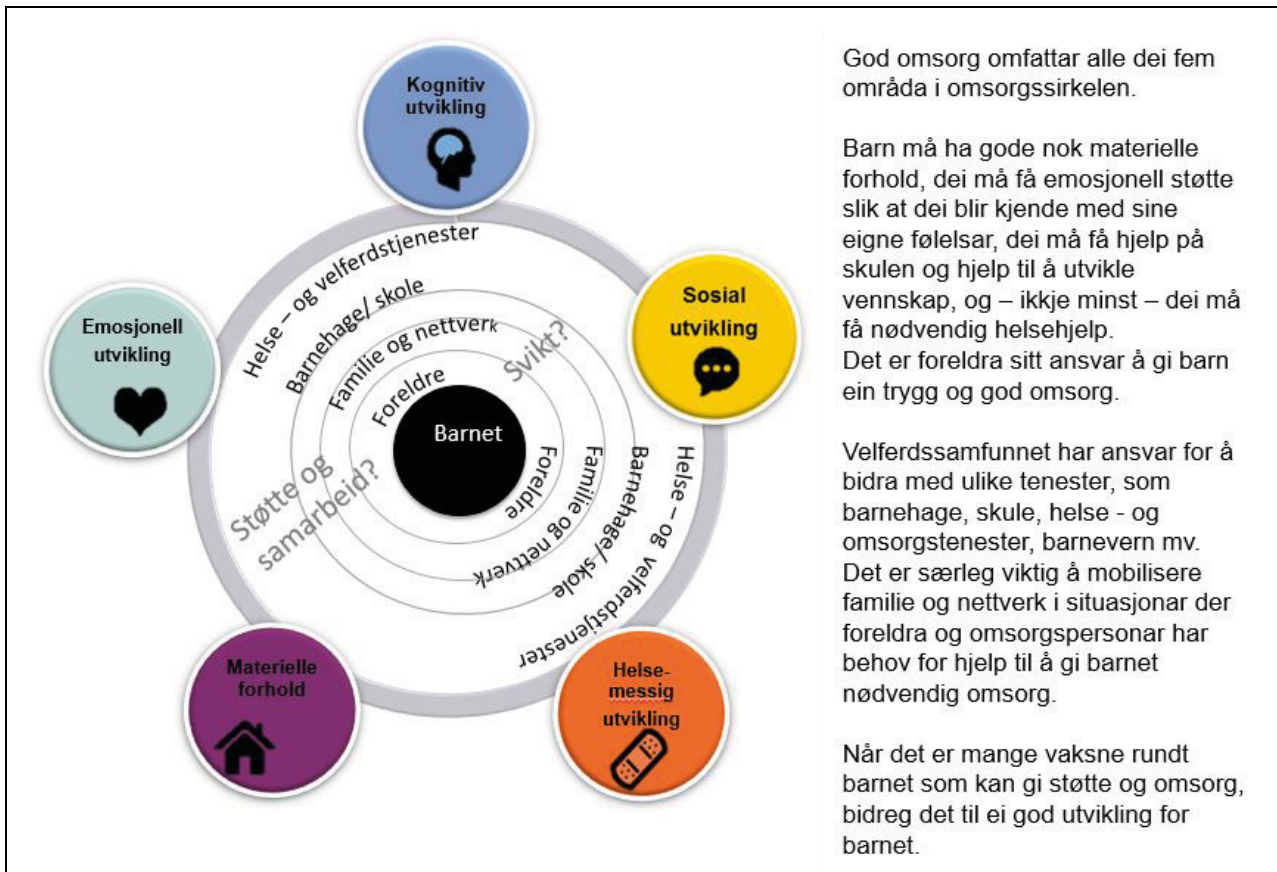 Kognitiv
utvikling
Emosjonell
utvikling
Sosial
utvikling
Materielle
forhold
Helse-
messig
utvikling
Helse – og velferdstjenester
Barnehage/ skole
Familie og nettverk
Foreldre
Svikt?
Barnet
Støtte og
samarbeid?
Foreldre
Familie og nettverk
Barnehage/ skole
Helse – og velferdstjenester
God omsorg omfattar alle dei fem
områda i omsorgssirkelen.
Barn må ha gode nok materielle
forhold, dei må få emosjonell støtte
slik at dei blir kjende med sine
eigne følelsar, dei må få hjelp på
skulen og hjelp til å utvikle
vennskap, og – ikkje minst – dei må
få nødvendig helsehjelp.
Det er foreldra sitt ansvar å gi barn
ein trygg og god omsorg.
Velferdssamfunnet har ansvar for å
bidra med ulike tenester, som
barnehage, skule, helse - og
omsorgstenester, barnevern mv.
Det er særleg viktig å mobilisere
familie og nettverk i situasjonar der
foreldra og omsorgspersonar har
behov for hjelp til å gi barnet
nødvendig omsorg.
Når det er mange vaksne rundt
barnet som kan gi støtte og omsorg,
bidreg det til ei god utvikling for
barnet.